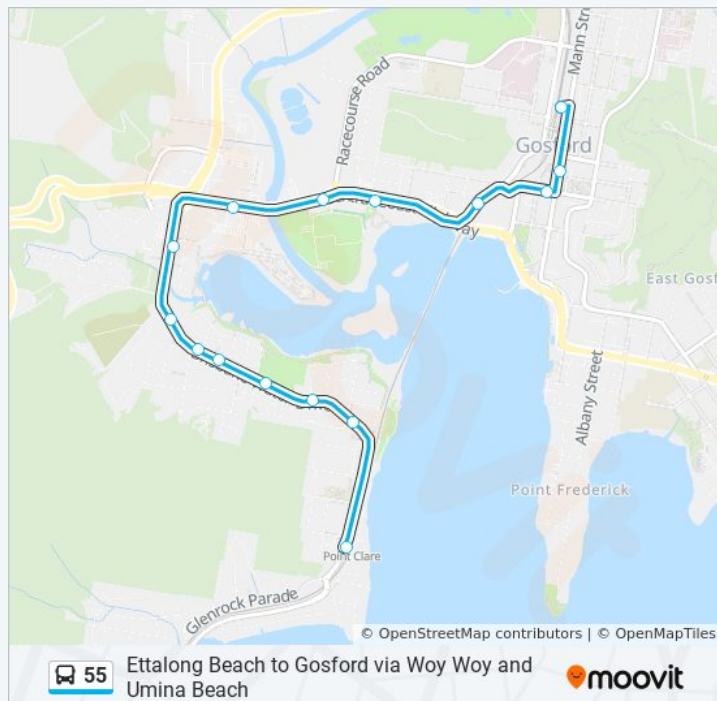 Mann Street
Racecourse Road
Gosford
East Gosf
Albany Street
Point Frederick
Point Clare
Glenrock Parade
© OpenStreetMap contributors | © OpenMapTiles
55
Ettalong Beach to Gosford via Woy Woy and
Umina Beach
moovit